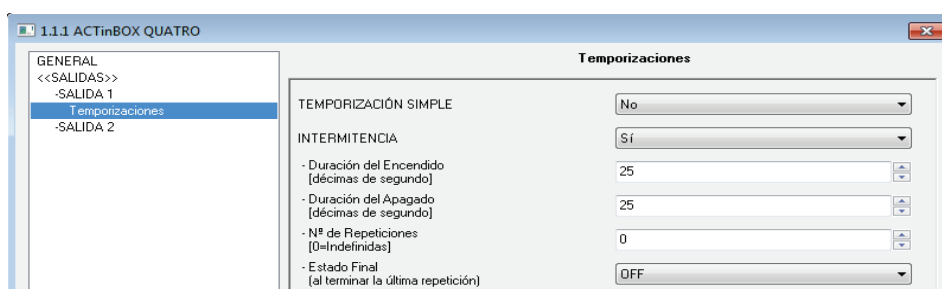 1.1.1 ACTinBOX QUATRO
GENERAL
<<SALIDAS>>
-SALIDA 1
Temporizaciones
-SALIDA 2
Temporizaciones
TEMPORIZACIÓN SIMPLE No
INTERMITENCIA Sí
- Duración del Encendido
[décimas de segundo] 25
- Duración del Apagado
[décimas de segundo] 25
- Nº de Repeticiones
[0=Indefinidas] 0
- Estado Final
(al terminar la última repetición) OFF